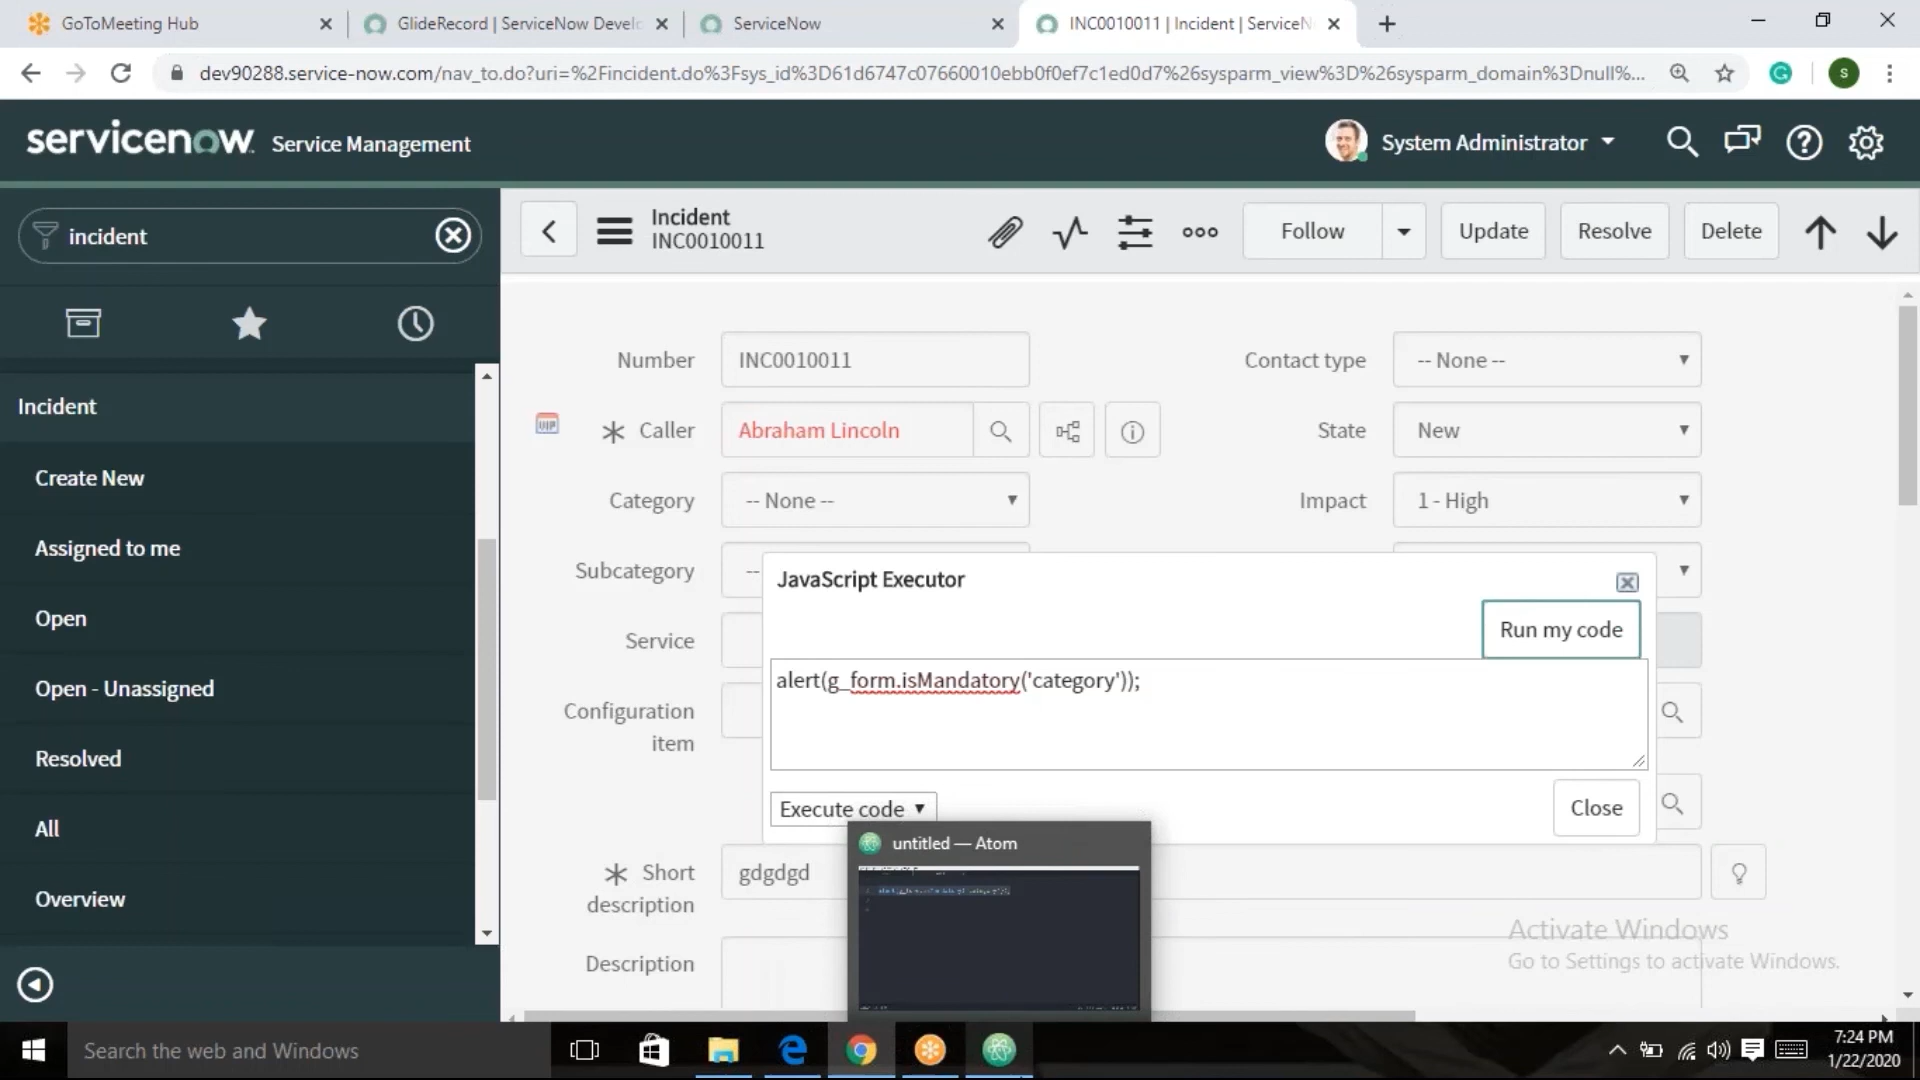 GoToMeeting Hub
GlideRecord | ServiceNow Develo
ServiceNow
INC0010011 | Incident | ServiceN
dev90288.service-now.com/nav_to.do?uri=%2Fincident.do%3Fsys_id%3D61d6747c07660010ebb0f0ef7c1ed0d7%26sysparm_view%3D%26sysparm_domain%3Dnull%...
S
servicenow Service Management
System Administrator
incident
Incident
INC0010011
Follow
Update
Resolve
Delete
Incident
Create New
Assigned to me
Open
Open - Unassigned
Resolved
All
Overview
Number
INC0010011
Contact type
-- None --
VIP
Caller
Abraham Lincoln
State
New
Category
-- None --
Impact
1 - High
Subcategory
--
JavaScript Executor
Run my code
Service
alert(g_form.isMandatory('category'));
Configuration
item
Execute code
Close
untitled — Atom
Short
description
gdgdgd
Description
Activate Windows
Go to Settings to activate Windows.
Search the web and Windows
7:24 PM
1/22/2020